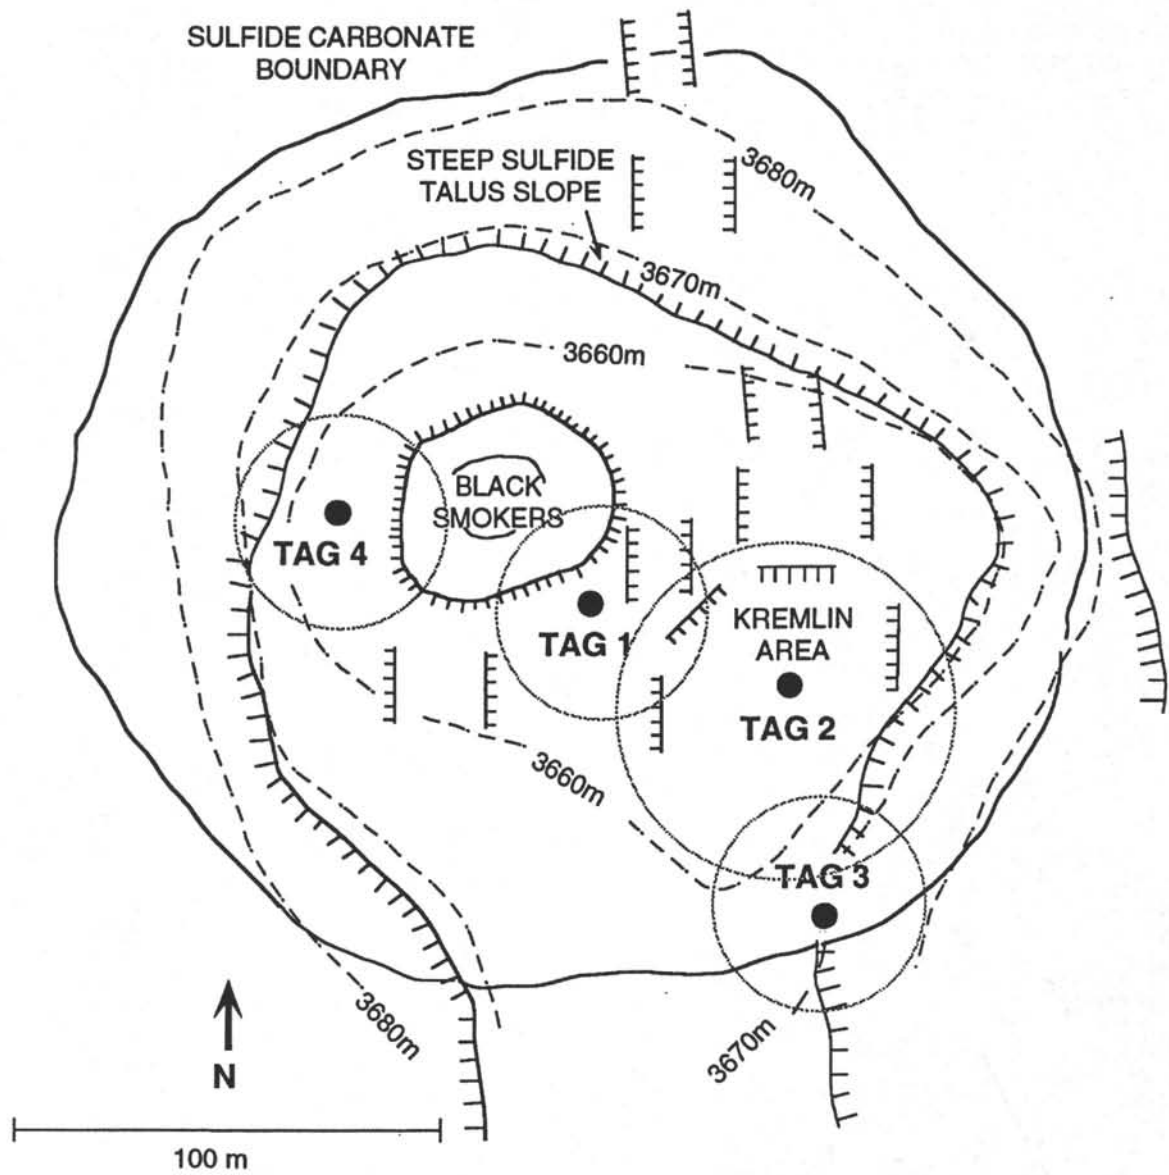 SULFIDE CARBONATE
BOUNDARY
STEEP SULFIDE
TALUS SLOPE
3680m
3670m
3660m
BLACK
SMOKERS
TAG 4
TAG 1
KREMLIN
AREA
TAG 2
3660m
TAG 3
3680m
3670m
N
100 m